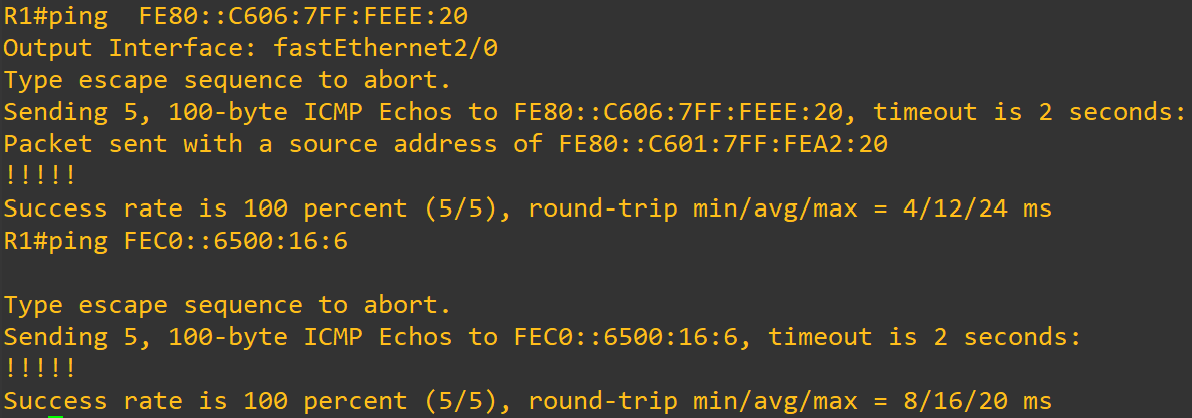 R1#ping  FE80::C606:7FF:FEEE:20
Output Interface: fastEthernet2/0
Type escape sequence to abort.
Sending 5, 100-byte ICMP Echos to FE80::C606:7FF:FEEE:20, timeout is 2 seconds:
Packet sent with a source address of FE80::C601:7FF:FEA2:20
!!!!!
Success rate is 100 percent (5/5), round-trip min/avg/max = 4/12/24 ms
R1#ping FEC0::6500:16:6
Type escape sequence to abort.
Sending 5, 100-byte ICMP Echos to FEC0::6500:16:6, timeout is 2 seconds:
!!!!!
Success rate is 100 percent (5/5), round-trip min/avg/max = 8/16/20 ms